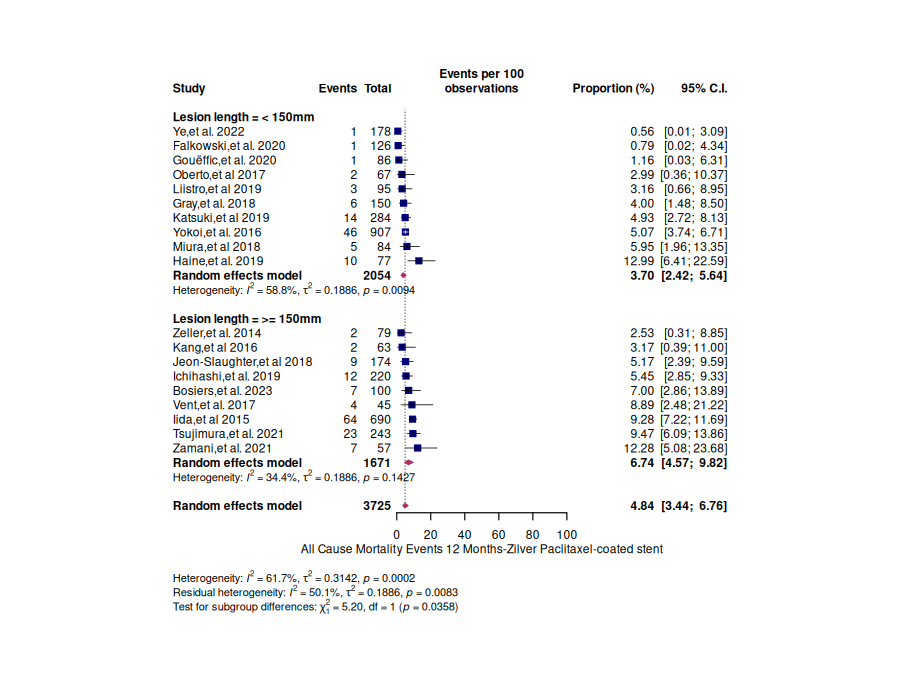 Events per 100
Study Events Total observations Proportion (%) 95% C.I.
Lesion length = < 150mm
Ye,et al. 2022 1 178 0.56 [0.01; 3.09]
Falkowski,et al. 2020 1 126 0.79 [0.02; 4.34]
Gouëffic,et al. 2020 1 86 1.16 [0.03; 6.31]
Oberto,et al 2017 2 67 2.99 [0.36; 10.37]
Liistro,et al 2019 3 95 3.16 [0.66; 8.95]
Gray,et al. 2018 6 150 4.00 [1.48; 8.50]
Katsuki,et al 2019 14 284 4.93 [2.72; 8.13]
Yokoi,et al. 2016 46 907 5.07 [3.74; 6.71]
Miura,et al 2018 5 84 5.95 [1.96; 13.35]
Haine,et al. 2019 10 77 12.99 [6.41; 22.59]
Random effects model 2054 3.70 [2.42; 5.64]
Heterogeneity: I² = 58.8%, τ² = 0.1886, p = 0.0094
Lesion length = >= 150mm
Zeller,et al. 2014 2 79 2.53 [0.31; 8.85]
Kang,et al 2016 2 63 3.17 [0.39; 11.00]
Jeon-Slaughter,et al 2018 9 174 5.17 [2.39; 9.59]
Ichihashi,et al. 2019 12 220 5.45 [2.85; 9.33]
Bosiers,et al. 2023 7 100 7.00 [2.86; 13.89]
Vent,et al. 2017 4 45 8.89 [2.48; 21.22]
Iida,et al 2015 64 690 9.28 [7.22; 11.69]
Tsujimura,et al. 2021 23 243 9.47 [6.09; 13.86]
Zamani,et al. 2021 7 57 12.28 [5.08; 23.68]
Random effects model 1671 6.74 [4.57; 9.82]
Heterogeneity: I² = 34.4%, τ² = 0.1886, p = 0.1427
Random effects model 3725 4.84 [3.44; 6.76]
0 20 40 60 80 100
All Cause Mortality Events 12 Months-Zilver Paclitaxel-coated stent
Heterogeneity: I² = 61.7%, τ² = 0.3142, p = 0.0002
Residual heterogeneity: I² = 50.1%, τ² = 0.1886, p = 0.0083
Test for subgroup differences: χ²₁ = 5.20, df = 1 (p = 0.0358)